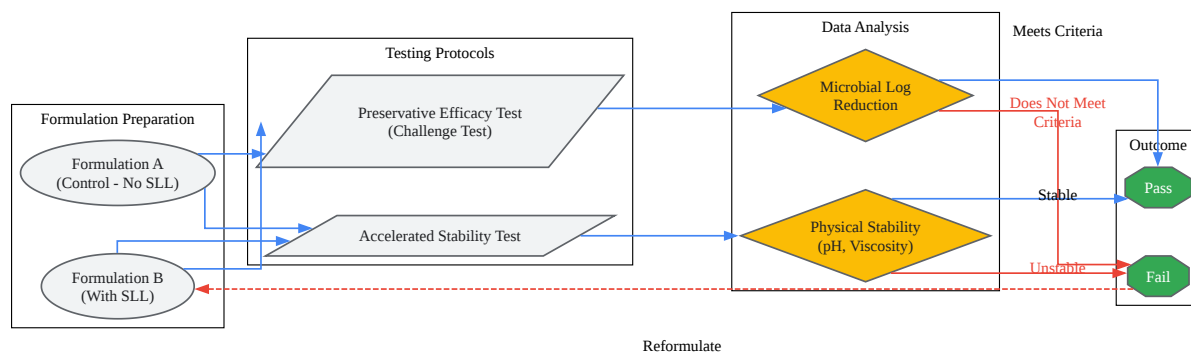 Formulation Preparation
Formulation A
(Control - No SLL)
Formulation B
(With SLL)
Testing Protocols
Preservative Efficacy Test
(Challenge Test)
Accelerated Stability Test
Data Analysis
Microbial Log
Reduction
Physical Stability
(pH, Viscosity)
Meets Criteria
Does Not Meet
Criteria
Stable
Unstable
Outcome
Pass
Fail
Reformulate